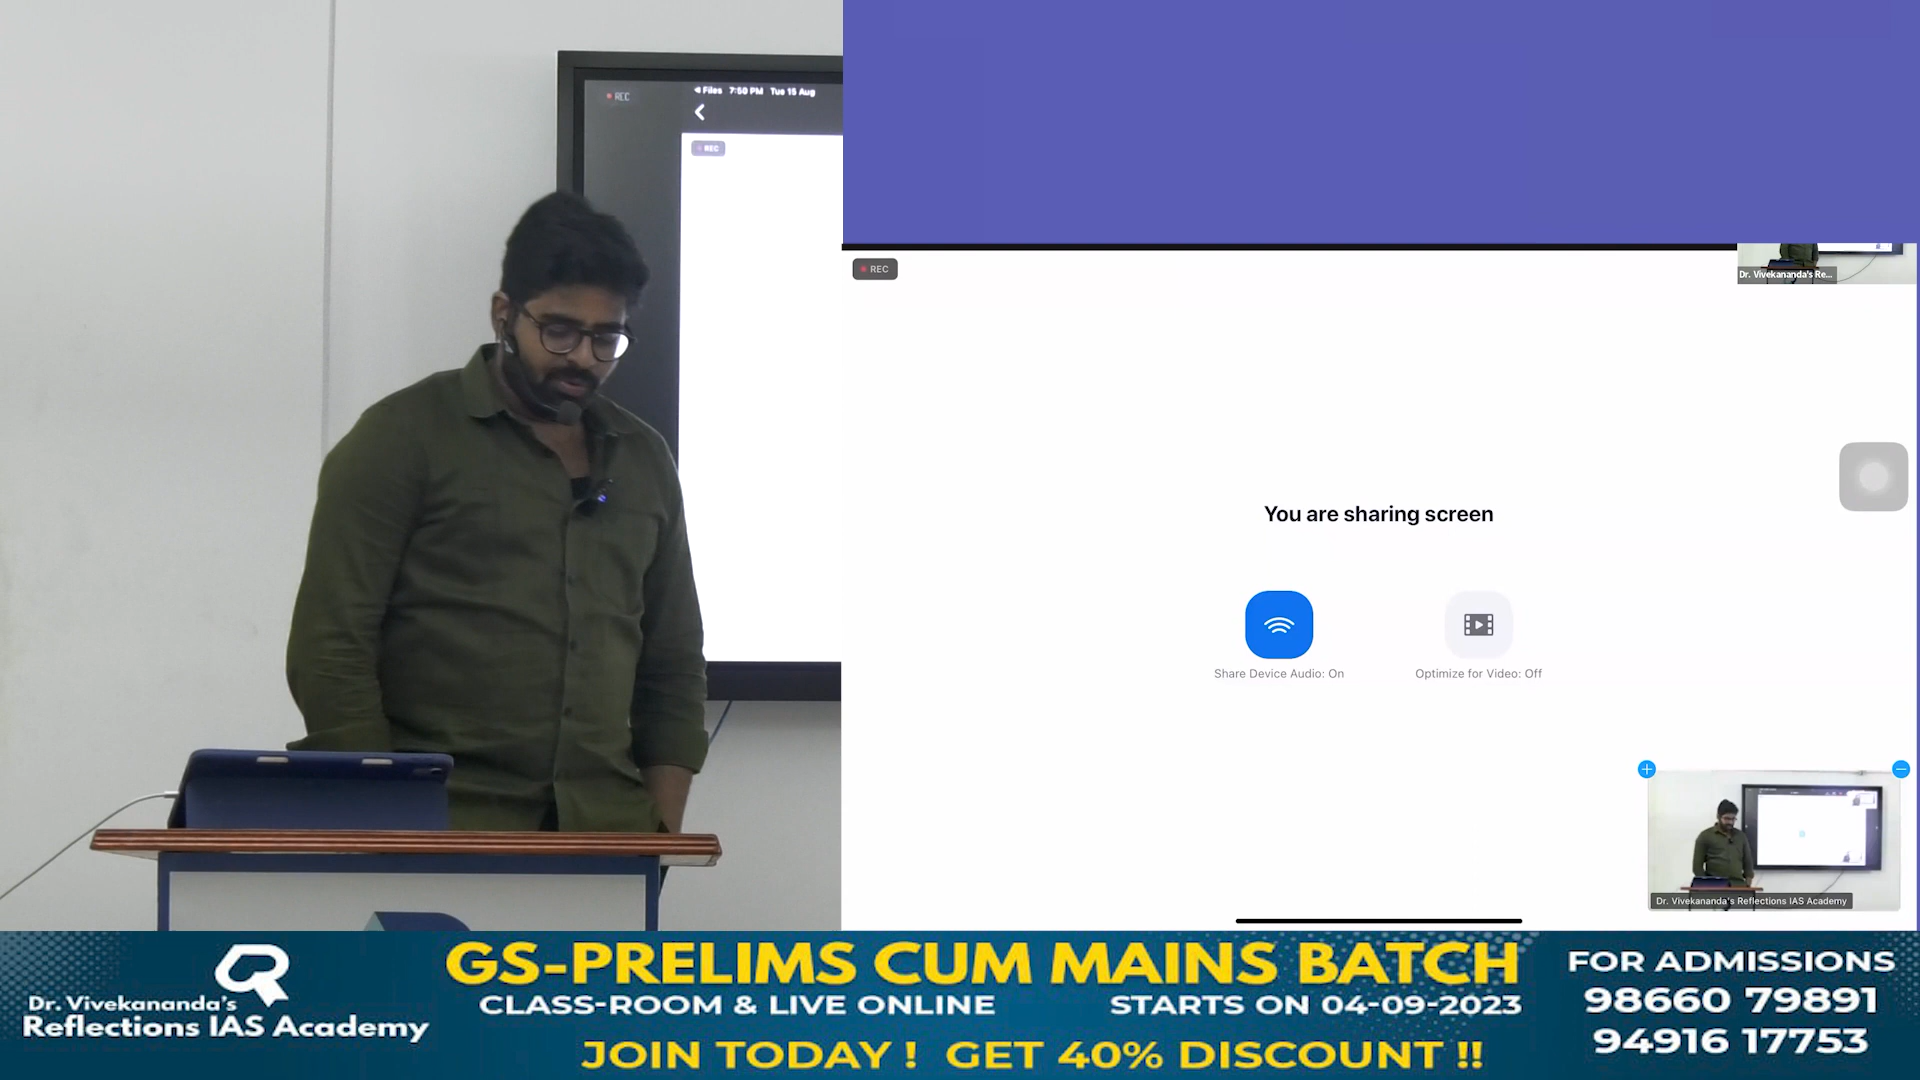 REC
Files 7:50 PM Tue 15 Aug
REC
REC
Dr. Vivekananda's Re...
You are sharing screen
Share Device Audio: On
Optimize for Video: Off
Dr. Vivekananda's Reflections IAS Academy
Dr. Vivekananda's
Reflections IAS Academy
GS-PRELIMS CUM MAINS BATCH
CLASS-ROOM & LIVE ONLINE STARTS ON 04-09-2023
JOIN TODAY ! GET 40% DISCOUNT !!
FOR ADMISSIONS
98660 79891
94916 17753